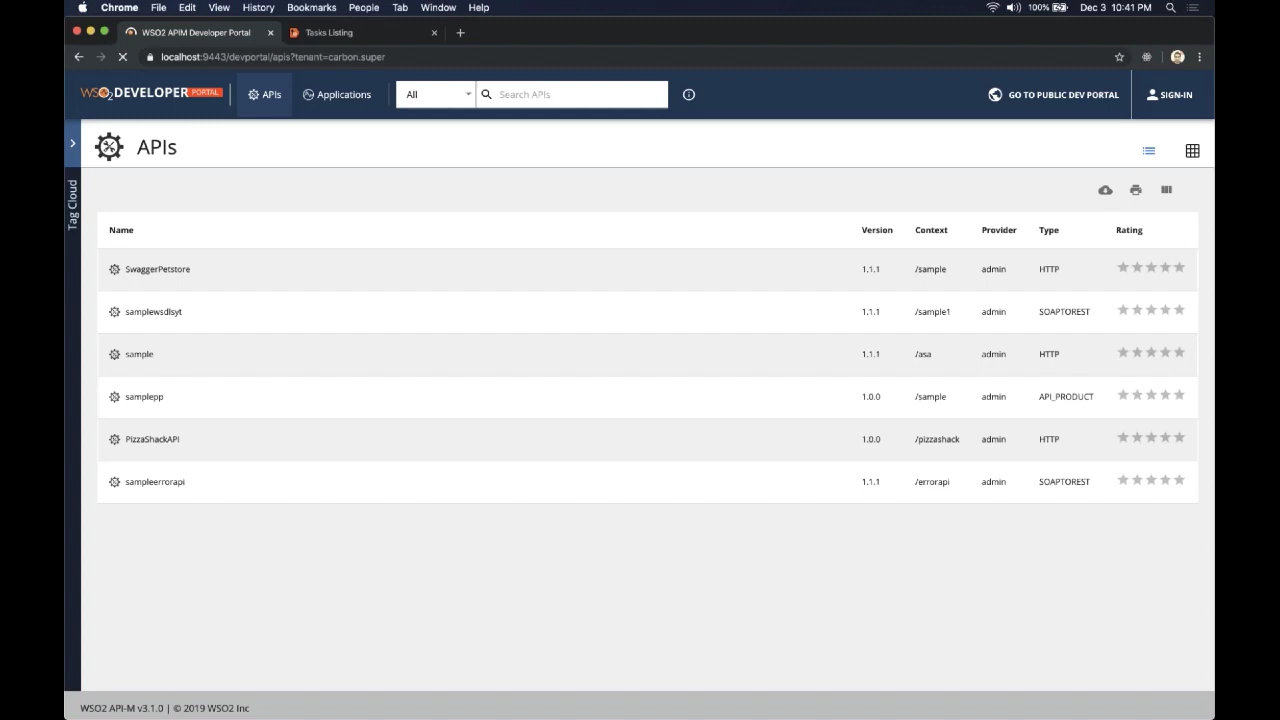 Chrome File Edit View History Bookmarks People Tab Window Help 100% Dec 3 10:41 PM
WSO2 APIM Developer Portal Tasks Listing
localhost:9443/devportal/apis?tenant=carbon.super
WSO2 DEVELOPER PORTAL APIs Applications All Search APIs GO TO PUBLIC DEV PORTAL SIGN-IN
APIs
Tag Cloud
Name Version Context Provider Type Rating
SwaggerPetstore 1.1.1 /sample admin HTTP
samplewsdlsyt 1.1.1 /sample1 admin SOAPTOREST
sample 1.1.1 /asa admin HTTP
samplepp 1.0.0 /sample admin API_PRODUCT
PizzaShackAPI 1.0.0 /pizzashack admin HTTP
sampleerrorapi 1.1.1 /errorapi admin SOAPTOREST
WSO2 API-M v3.1.0 | © 2019 WSO2 Inc